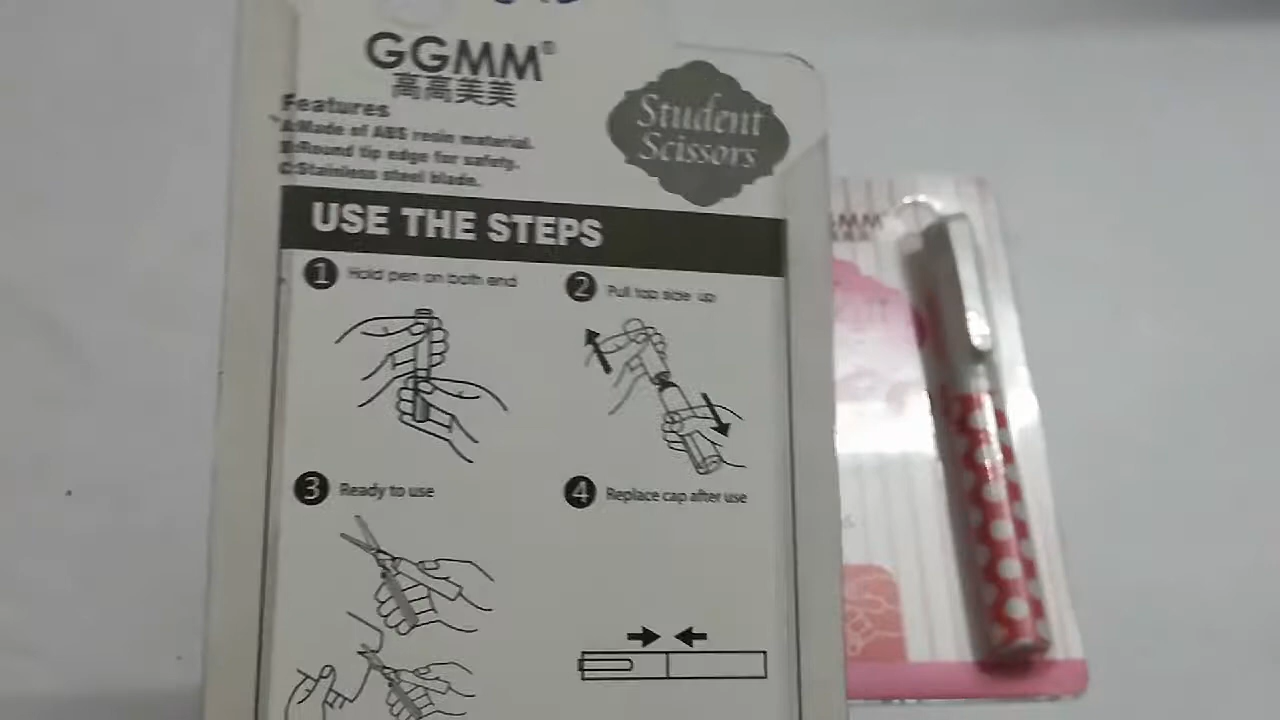 GGMM®
高高美美
Features
A:Made of ABS resin material.
B:Round tip edge for safety.
C:Stainless steel blade.
Student
Scissors
USE THE STEPS
1 Hold pen on both end
2 Pull top side up
3 Ready to use
4 Replace cap after use